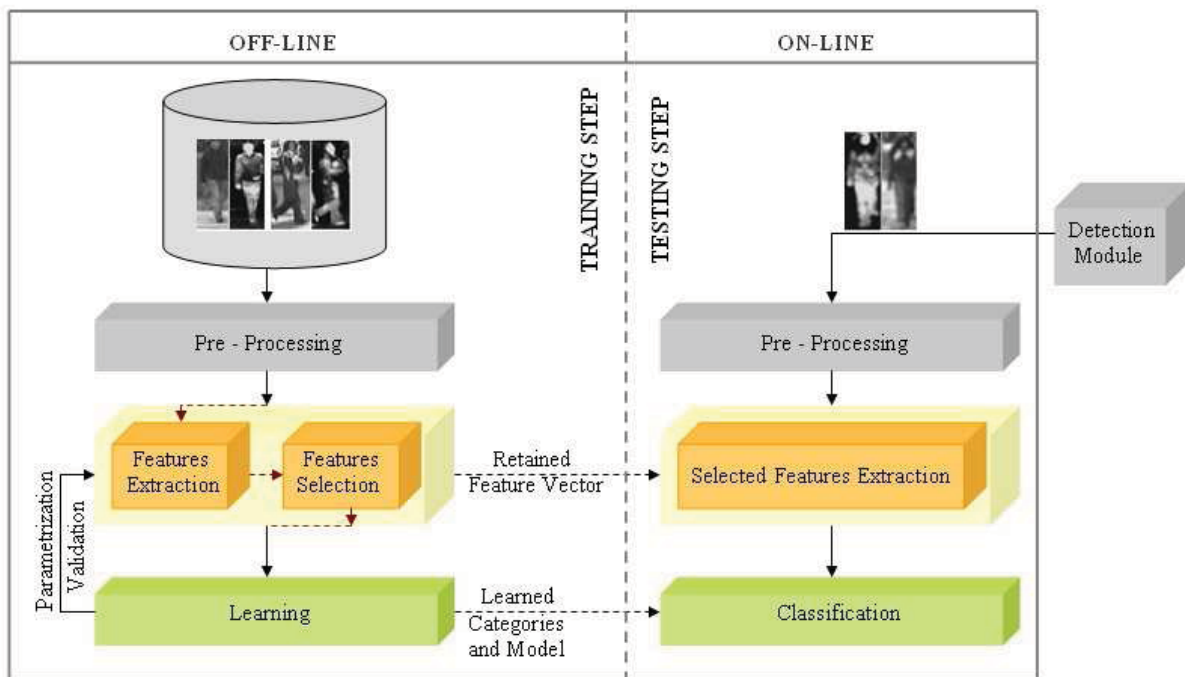 OFF-LINE
ON-LINE
TRAINING STEP
TESTING STEP
Detection
Module
Pre - Processing
Pre - Processing
Features
Extraction
Features
Selection
Retained
Feature Vector
Selected Features Extraction
Parametrization
Validation
Learning
Learned
Categories
and Model
Classification